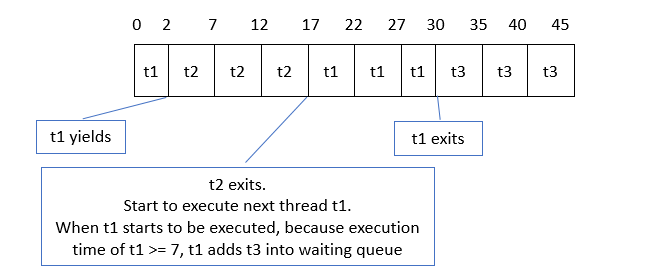 0 2 7 12 17 22 27 30 35 40 45
t1 t2 t2 t2 t1 t1 t1 t3 t3 t3
t1 yields
t1 exits
t2 exits.
Start to execute next thread t1.
When t1 starts to be executed, because execution
time of t1 >= 7, t1 adds t3 into waiting queue